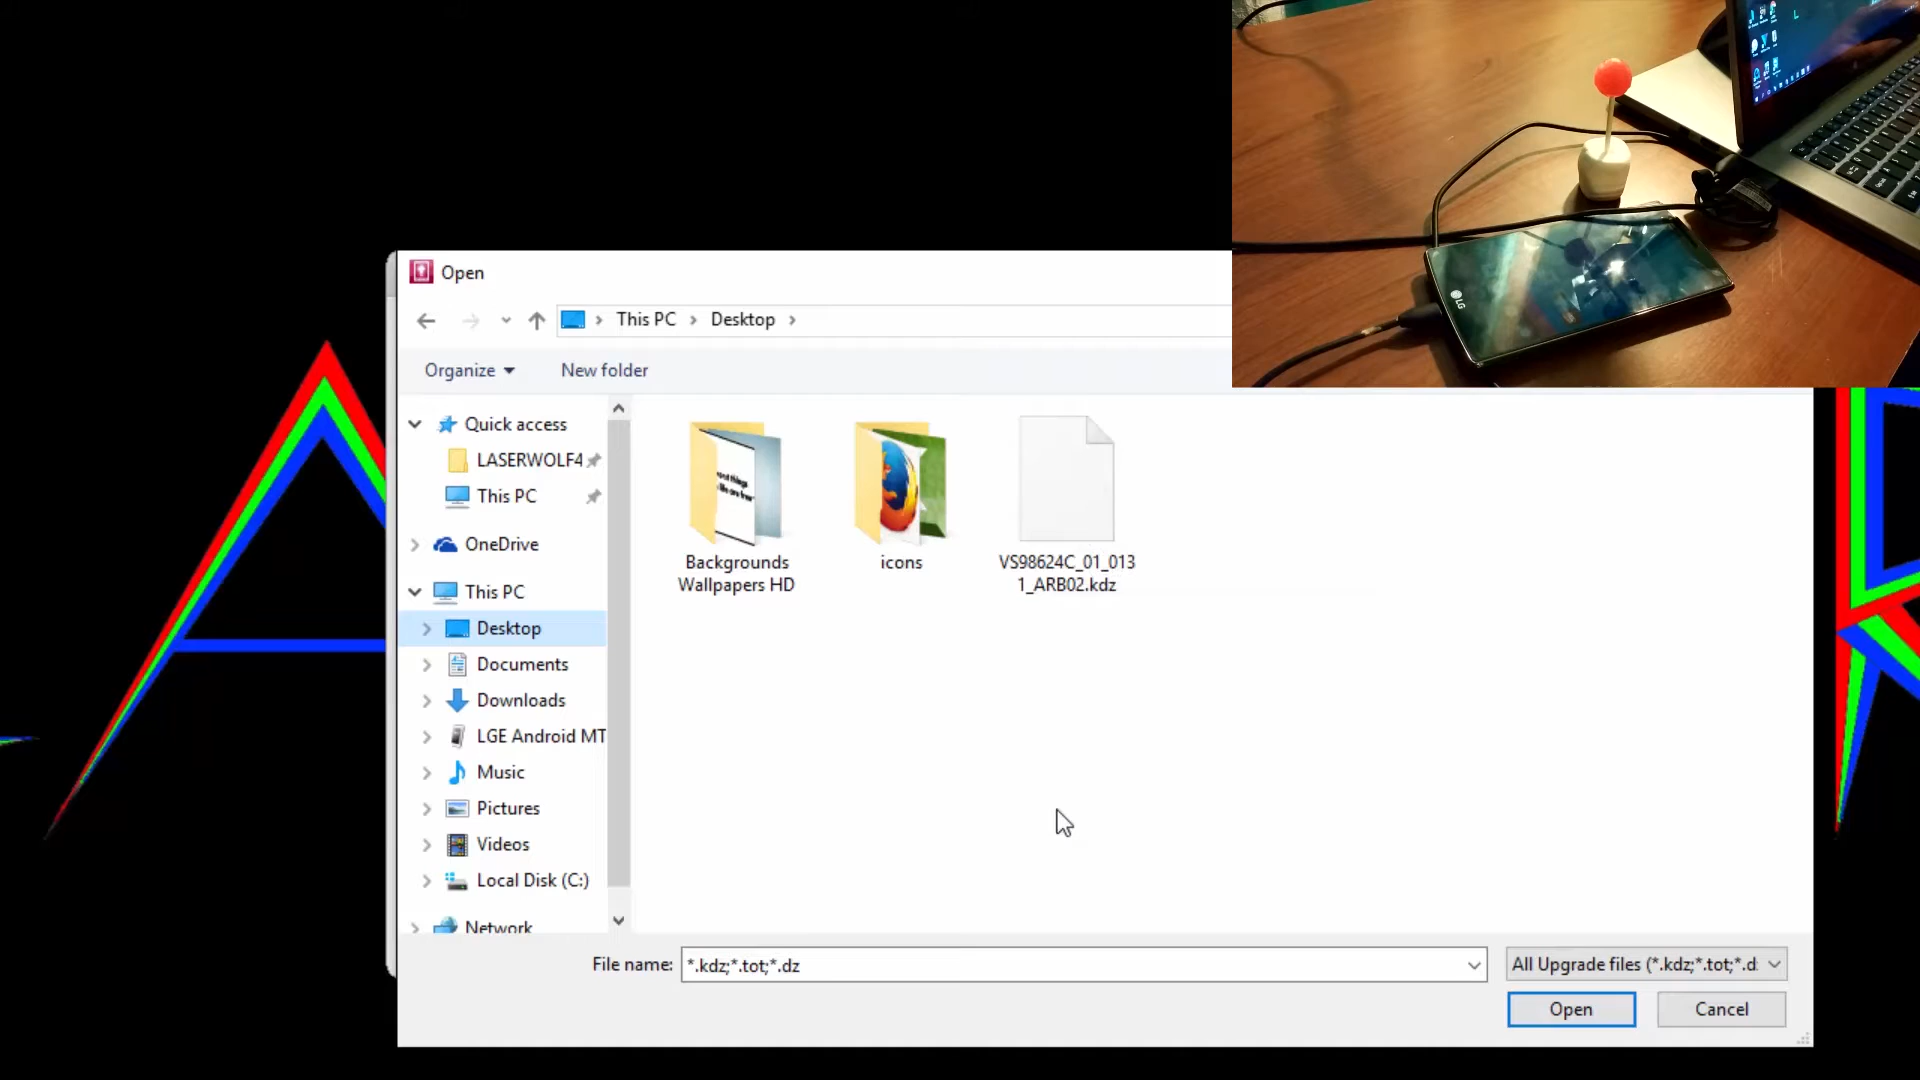 Open
This PC
Desktop
Organize
New folder
Quick access
LASERWOLF4
This PC
OneDrive
This PC
Desktop
Documents
Downloads
LGE Android MT
Music
Pictures
Videos
Local Disk (C:)
Network
Backgrounds
Wallpapers HD
icons
VS98624C_01_013
1_ARB02.kdz
File name:
*.kdz;*.tot;*.dz
All Upgrade files (*.kdz;*.tot;*.d
Open
Cancel
LG